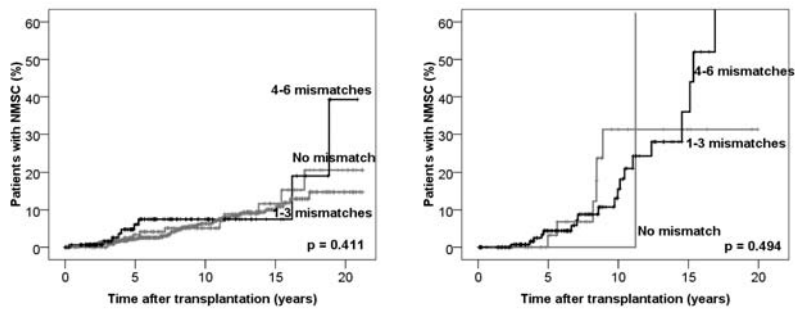 Patients with NMSC (%)
60
50
40
30
20
10
0
4-6 mismatches
No mismatch
1-3 mismatches
p = 0.411
0 5 10 15 20
Time after transplantation (years)
Patients with NMSC (%)
60
50
40
30
20
10
0
4-6 mismatches
1-3 mismatches
No mismatch
p = 0.494
0 5 10 15 20
Time after transplantation (years)